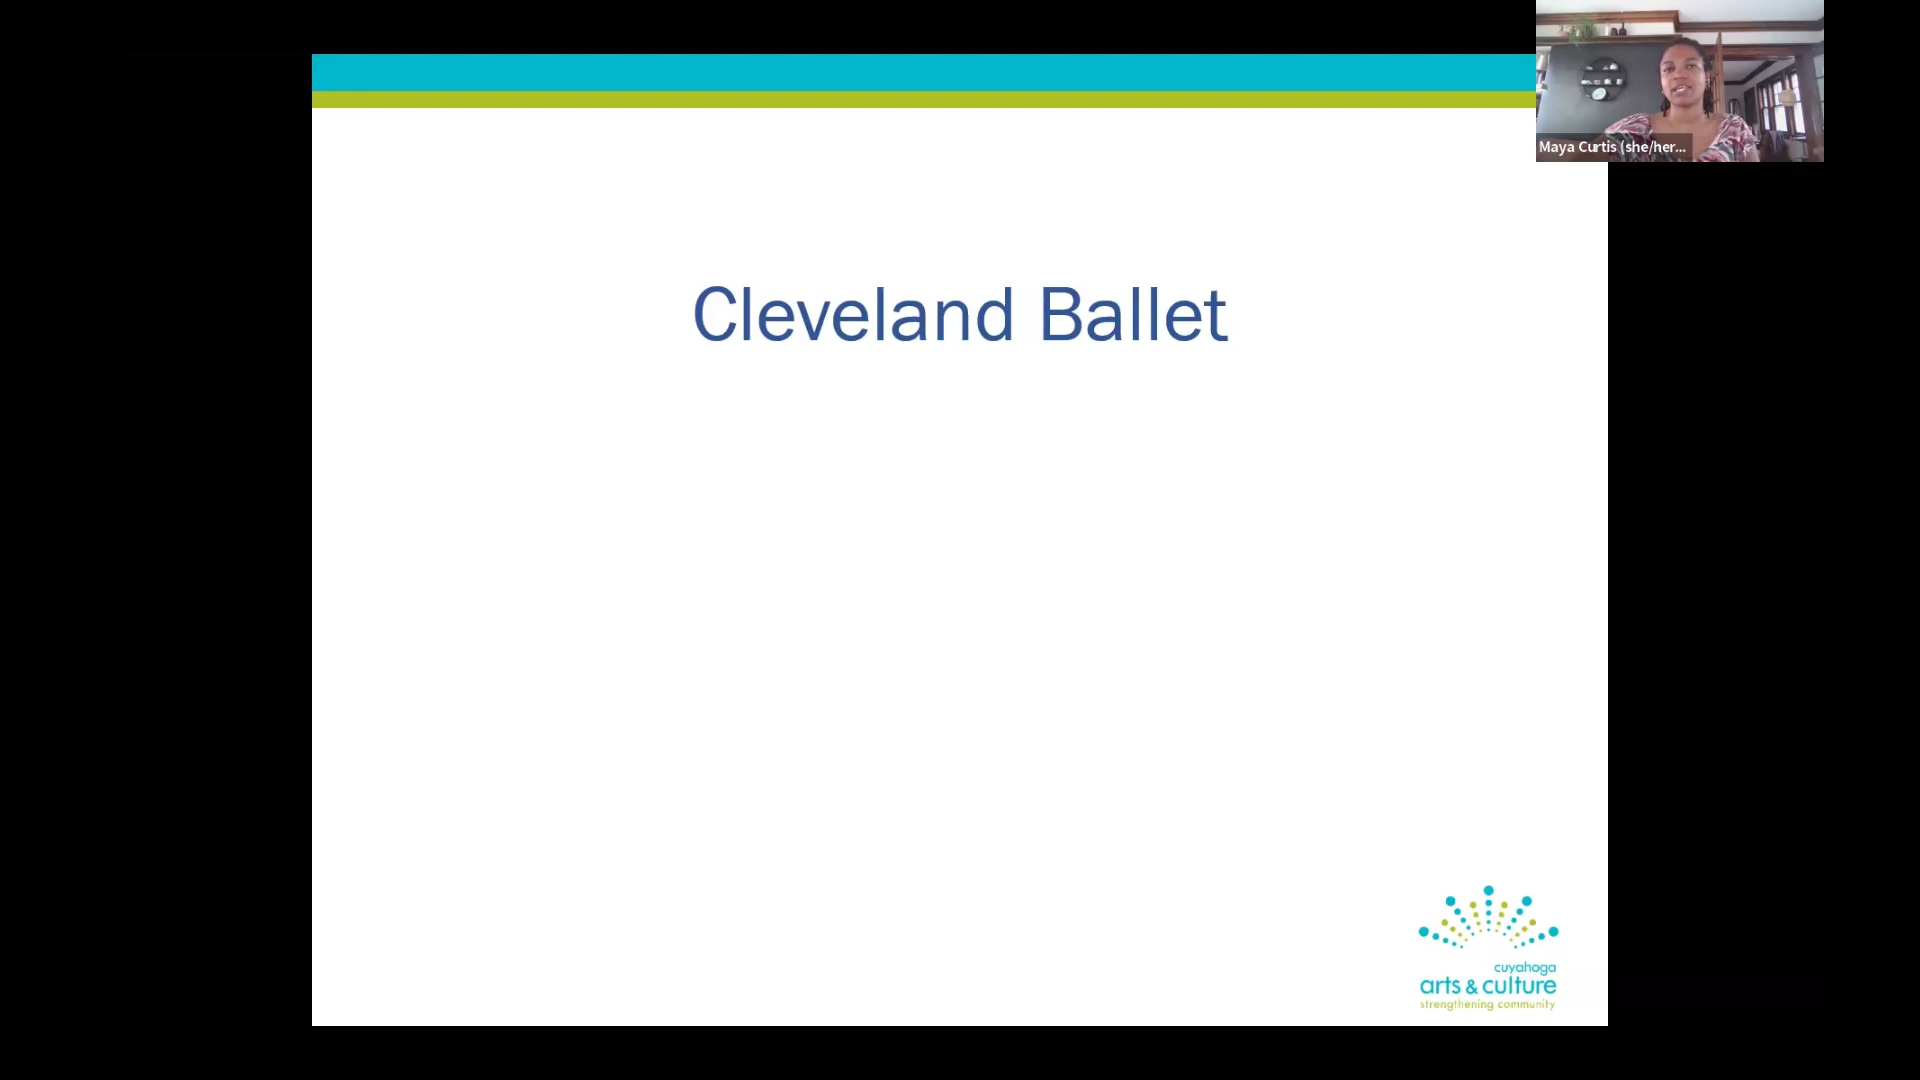 Maya Curtis (she/her...
Cleveland Ballet
cuyahoga
arts & culture
strengthening community